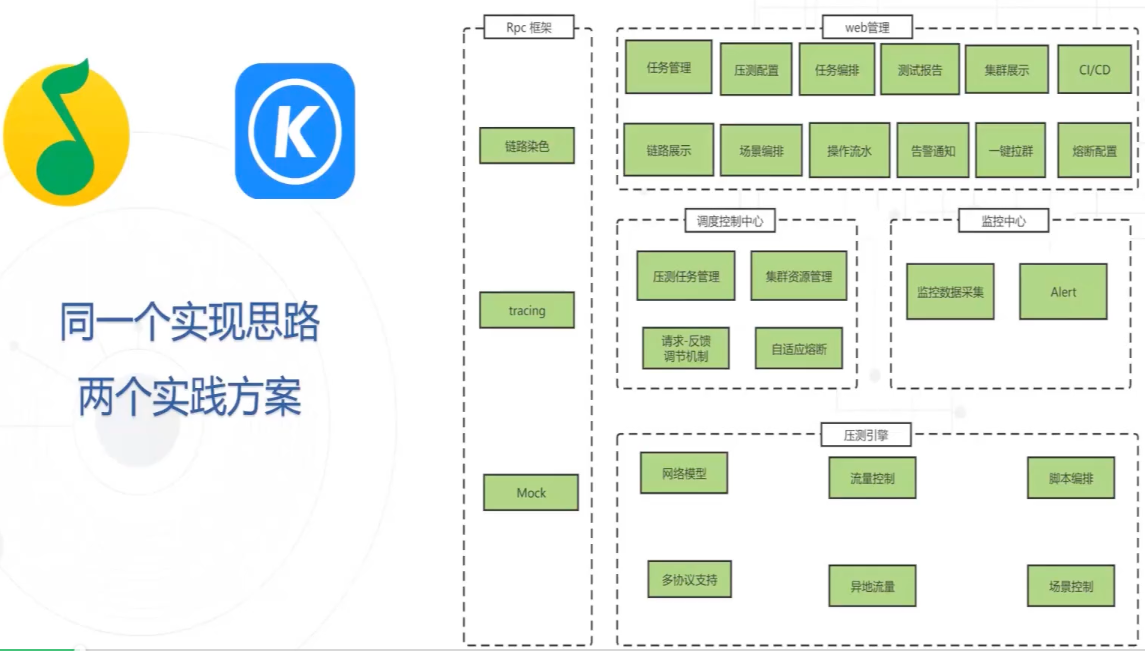 K
同一个实现思路
两个实践方案
Rpc 框架
链路染色
tracing
Mock
web管理
任务管理
压测配置
任务编排
测试报告
集群展示
CI/CD
链路展示
场景编排
操作流水
告警通知
一键拉群
熔断配置
调度控制中心
压测任务管理
集群资源管理
请求-反馈
调节机制
自适应熔断
监控中心
监控数据采集
Alert
压测引擎
网络模型
流量控制
脚本编排
多协议支持
异地流量
场景控制